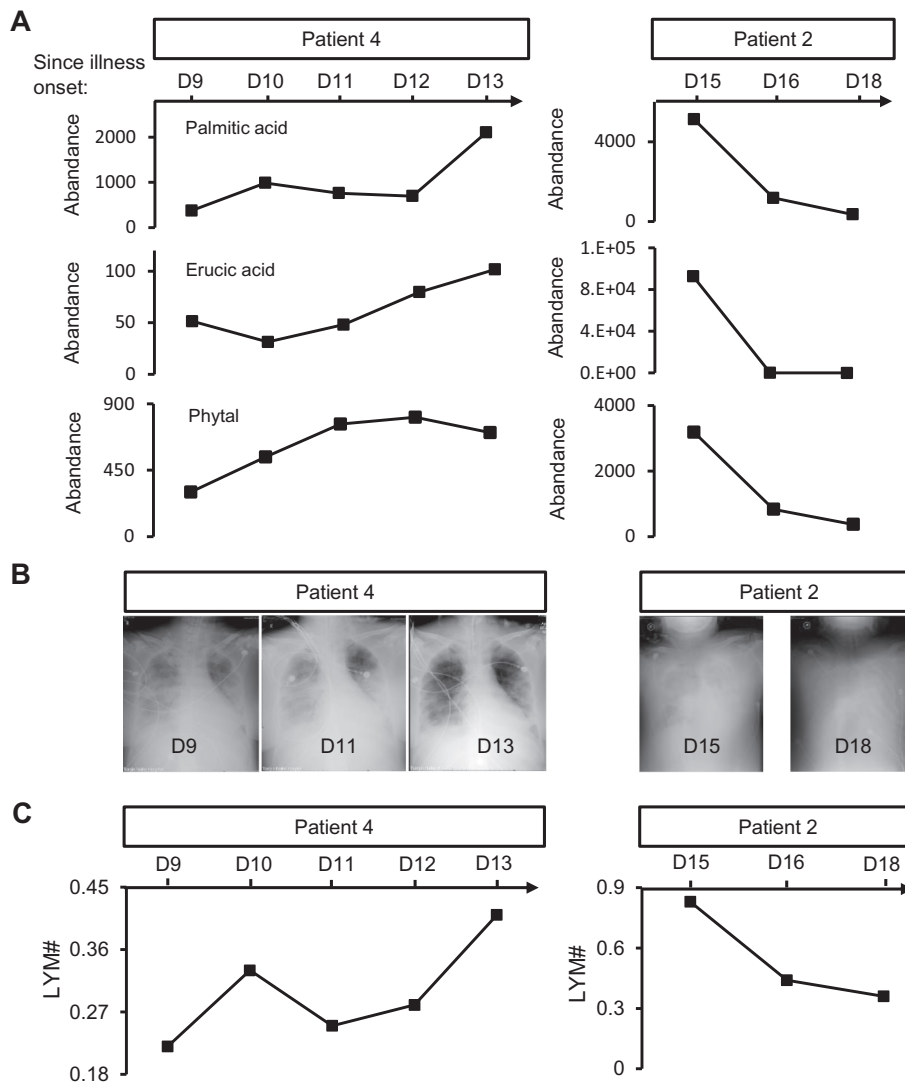 A
Patient 4
Patient 2
Since illness
onset:
D9 D10 D11 D12 D13
D15 D16 D18
Abandance
2000
1000
0
Palmitic acid
Abandance
4000
0
Abandance
100
50
0
Erucic acid
Abandance
1.E+05
8.E+04
4.E+04
0.E+00
Abandance
900
450
0
Phytal
Abandance
4000
2000
0
B
Patient 4
Patient 2
D9 D11 D13
D15 D18
C
Patient 4
Patient 2
D9 D10 D11 D12 D13
D15 D16 D18
LYM#
0.45
0.36
0.27
0.18
LYM#
0.9
0.6
0.3
0